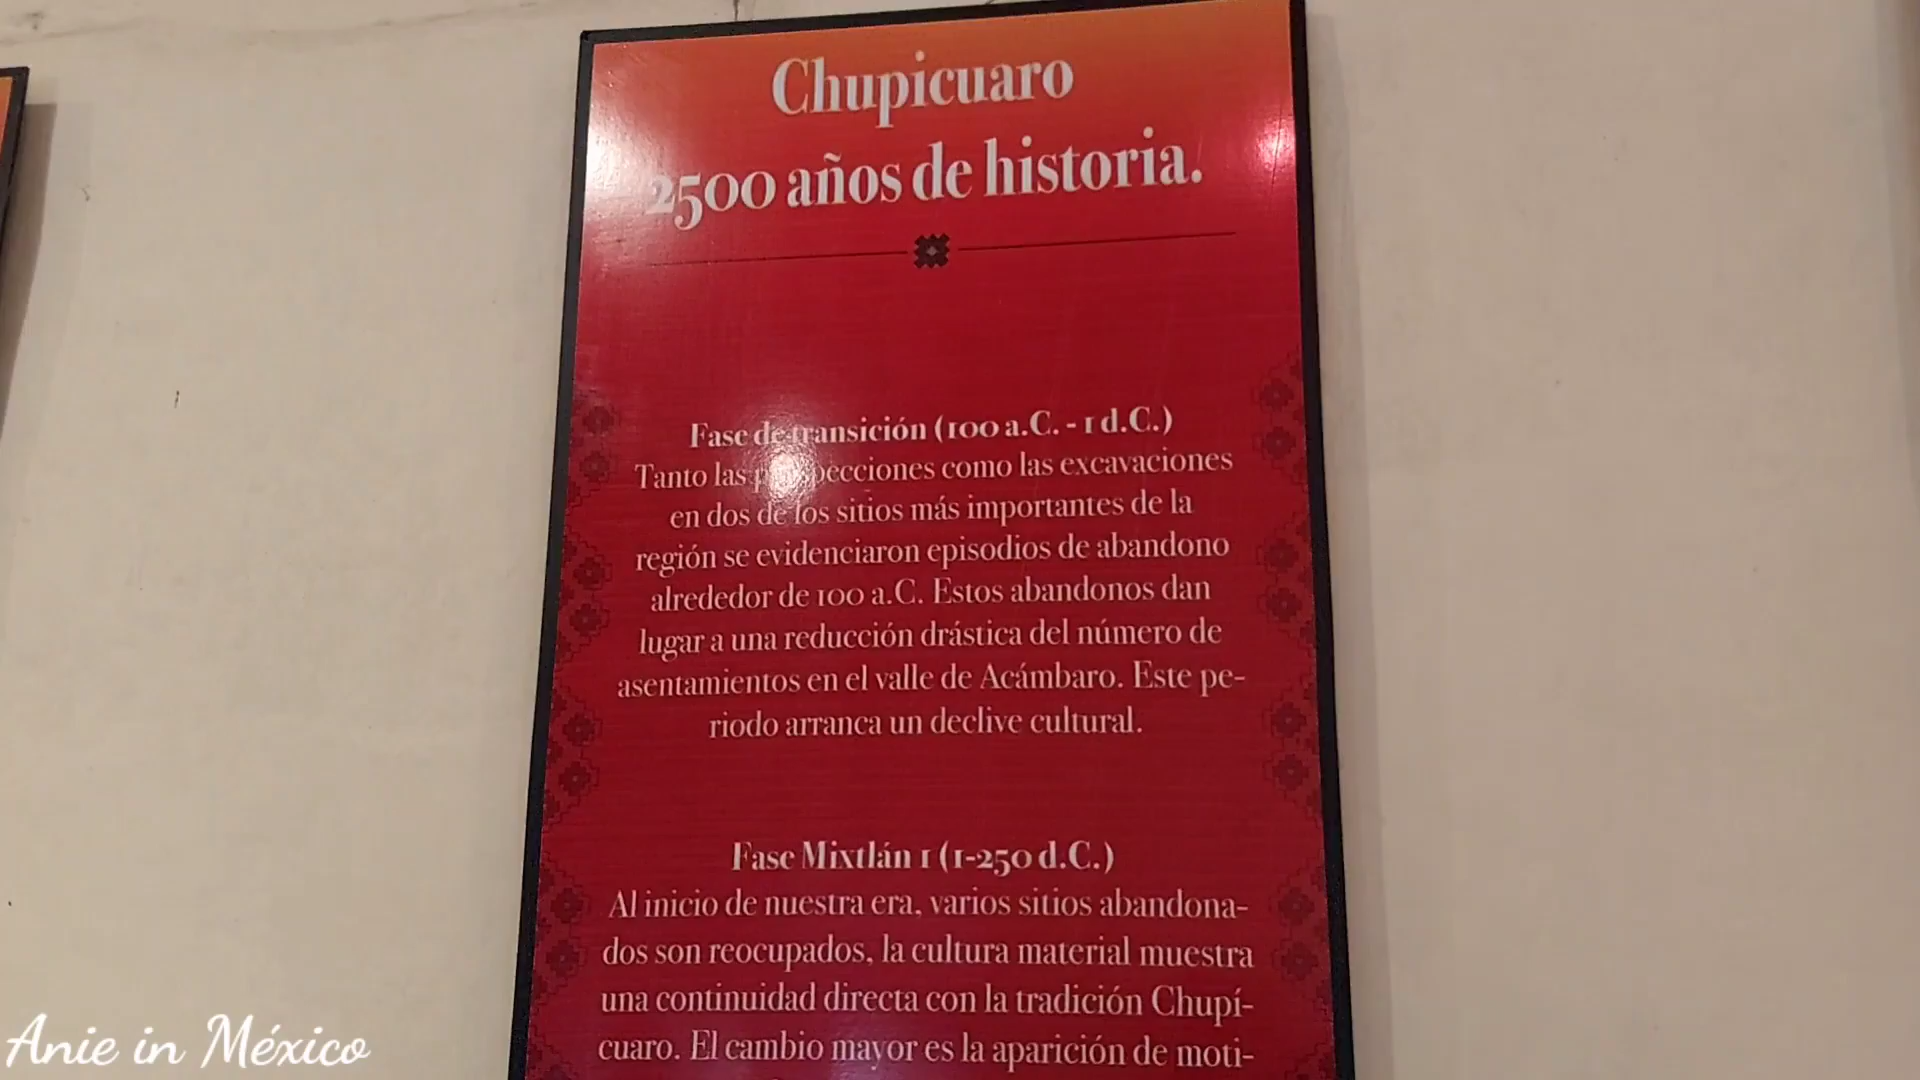 Chupicuaro
2500 años de historia.
Fase de transición (100 a.C. - 1 d.C.)
Tanto las prospecciones como las excavaciones
en dos de los sitios más importantes de la
región se evidenciaron episodios de abandono
alrededor de 100 a.C. Estos abandonos dan
lugar a una reducción drástica del número de
asentamientos en el valle de Acámbaro. Este pe-
riodo arranca un declive cultural.
Fase Mixtlán 1 (1-250 d.C.)
Al inicio de nuestra era, varios sitios abandona-
dos son reocupados, la cultura material muestra
una continuidad directa con la tradición Chupí-
cuaro. El cambio mayor es la aparición de moti-
Anie in México